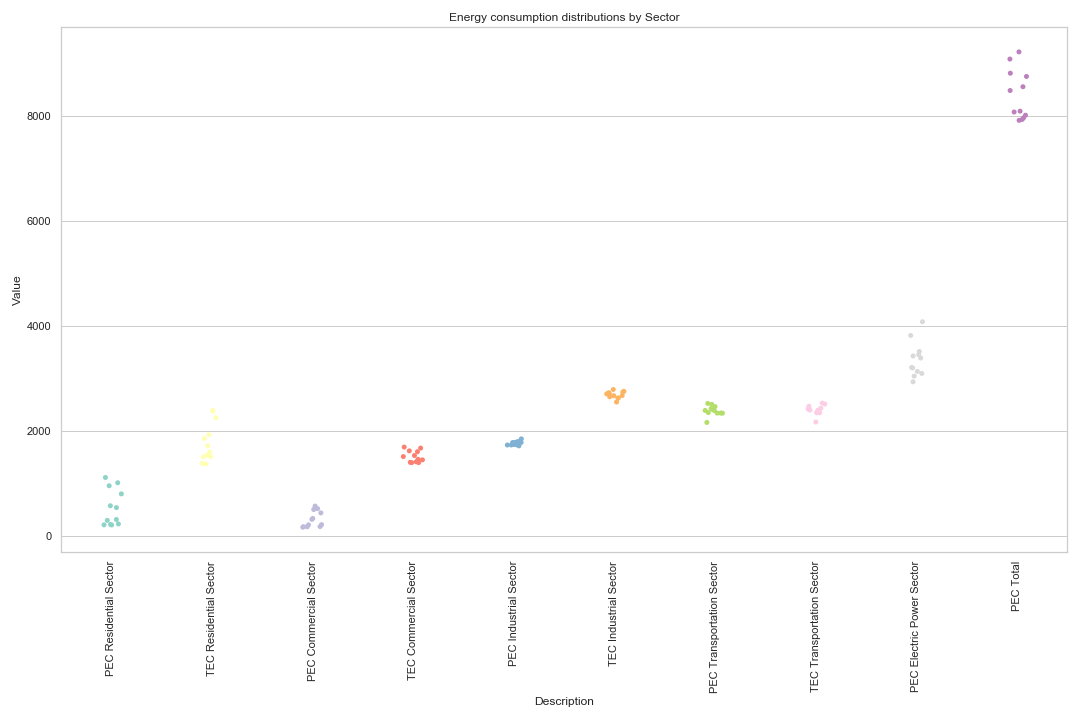 Energy consumption distributions by Sector
8000
6000
4000
2000
0
Value
PEC Residential Sector
TEC Residential Sector
PEC Commercial Sector
TEC Commercial Sector
PEC Industrial Sector
TEC Industrial Sector
PEC Transportation Sector
TEC Transportation Sector
PEC Electric Power Sector
PEC Total
Description